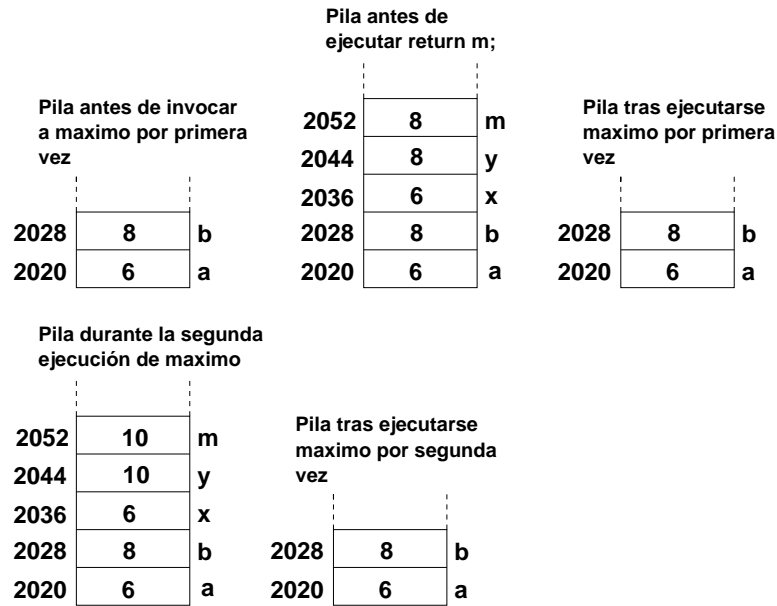 Pila antes de
ejecutar return m;
Pila antes de invocar
a maximo por primera
vez
2028 8 b
2020 6 a
2052 8 m
2044 8 y
2036 6 x
2028 8 b
2020 6 a
Pila tras ejecutarse
maximo por primera
vez
2028 8 b
2020 6 a
Pila durante la segunda
ejecución de maximo
2052 10 m
2044 10 y
2036 6 x
2028 8 b
2020 6 a
Pila tras ejecutarse
maximo por segunda
vez
2028 8 b
2020 6 a